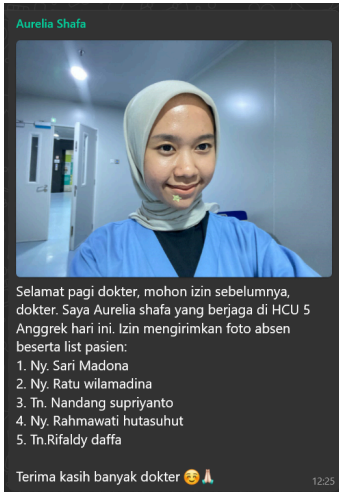 Aurelia Shafa
Selamat pagi dokter, mohon izin sebelumnya,
dokter. Saya Aurelia shafa yang berjaga di HCU 5
Anggrek hari ini. Izin mengirimkan foto absen
beserta list pasien:
1. Ny. Sari Madona
2. Ny. Ratu wilamadina
3. Tn. Nandang supriyanto
4. Ny. Rahmawati hutasuhut
5. Tn.Rifaldy daffa
Terima kasih banyak dokter ☺️🙏🏻
12:25